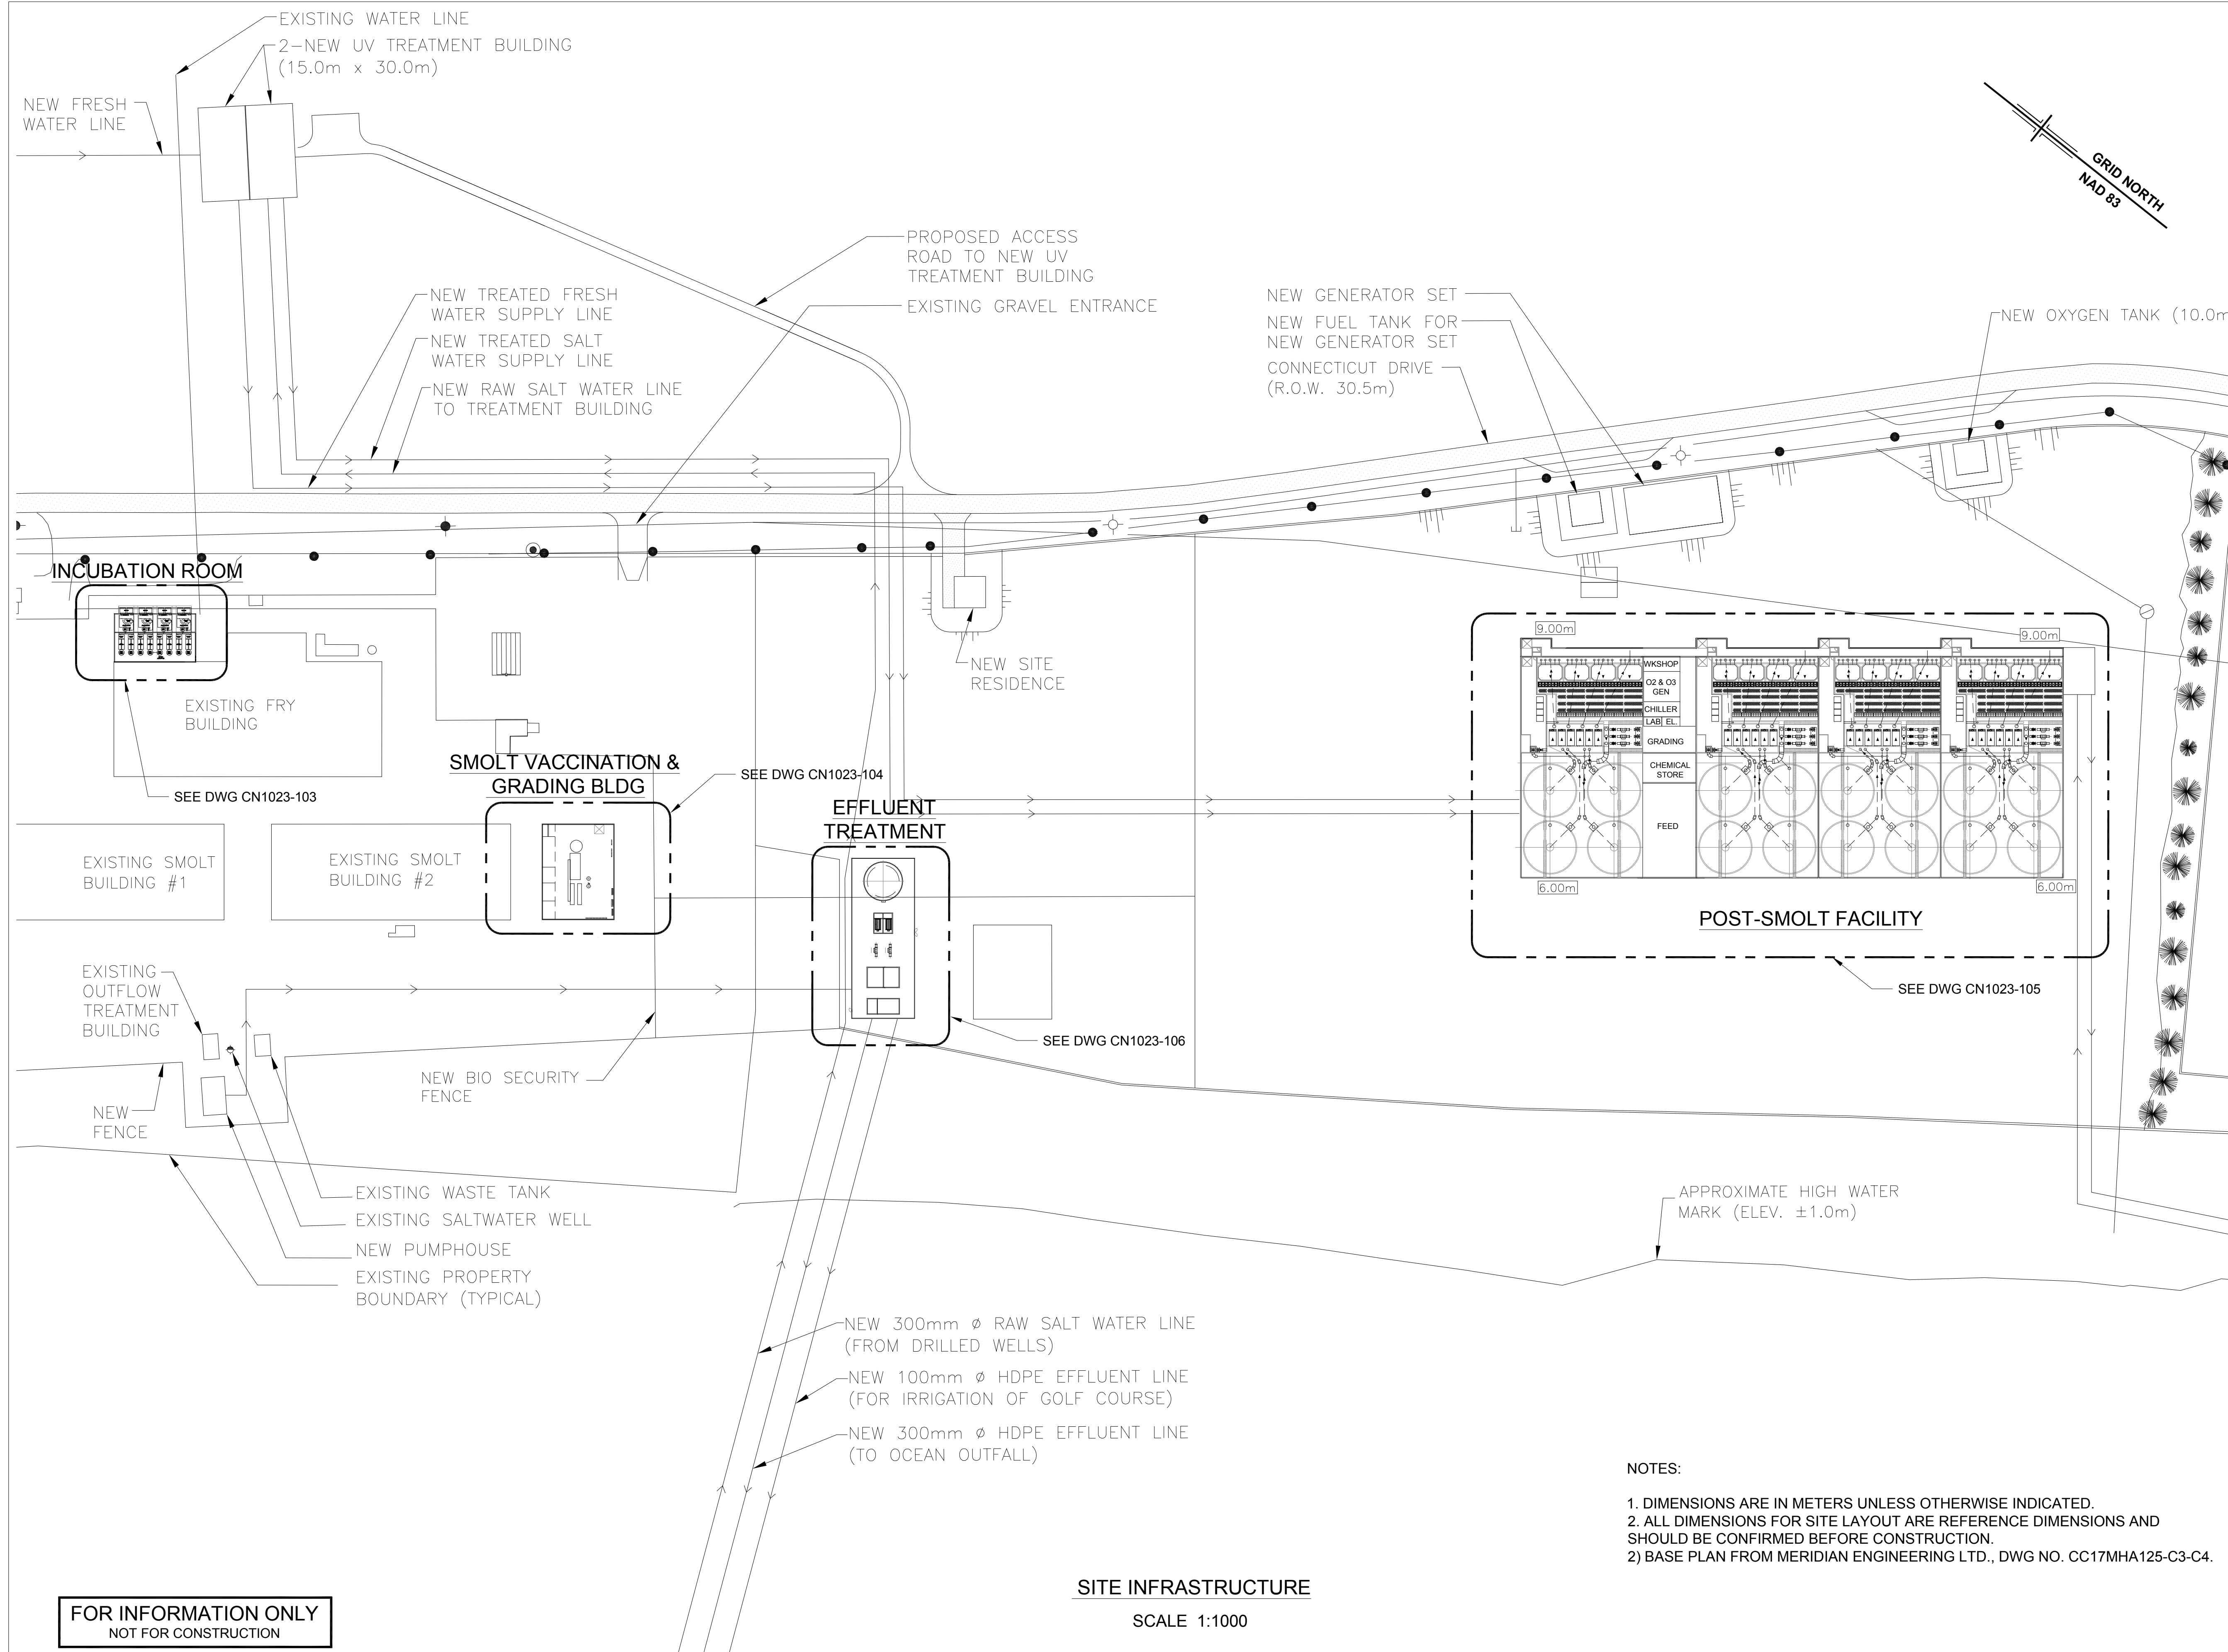 EXISTING WATER LINE
2-NEW UV TREATMENT BUILDING
(15.0m x 30.0m)
NEW FRESH
WATER LINE
GRID NORTH
NAD 83
PROPOSED ACCESS
ROAD TO NEW UV
TREATMENT BUILDING
EXISTING GRAVEL ENTRANCE
NEW TREATED FRESH
WATER SUPPLY LINE
NEW TREATED SALT
WATER SUPPLY LINE
NEW RAW SALT WATER LINE
TO TREATMENT BUILDING
NEW GENERATOR SET
NEW FUEL TANK FOR
NEW GENERATOR SET
CONNECTICUT DRIVE
(R.O.W. 30.5m)
NEW OXYGEN TANK (10.0m
INCUBATION ROOM
EXISTING FRY
BUILDING
SEE DWG CN1023-103
NEW SITE
RESIDENCE
SMOLT VACCINATION &
GRADING BLDG
SEE DWG CN1023-104
EFFLUENT
TREATMENT
EXISTING SMOLT
BUILDING #1
EXISTING SMOLT
BUILDING #2
9.00m
9.00m
WKSHOP
O2 & O3
GEN
CHILLER
LAB EL.
GRADING
CHEMICAL
STORE
FEED
6.00m
6.00m
POST-SMOLT FACILITY
SEE DWG CN1023-105
EXISTING
OUTFLOW
TREATMENT
BUILDING
SEE DWG CN1023-106
NEW BIO SECURITY
FENCE
NEW
FENCE
EXISTING WASTE TANK
EXISTING SALTWATER WELL
NEW PUMPHOUSE
EXISTING PROPERTY
BOUNDARY (TYPICAL)
APPROXIMATE HIGH WATER
MARK (ELEV. ±1.0m)
NEW 300mm ø RAW SALT WATER LINE
(FROM DRILLED WELLS)
NEW 100mm ø HDPE EFFLUENT LINE
(FOR IRRIGATION OF GOLF COURSE)
NEW 300mm ø HDPE EFFLUENT LINE
(TO OCEAN OUTFALL)
NOTES:
1. DIMENSIONS ARE IN METERS UNLESS OTHERWISE INDICATED.
2. ALL DIMENSIONS FOR SITE LAYOUT ARE REFERENCE DIMENSIONS AND
SHOULD BE CONFIRMED BEFORE CONSTRUCTION.
2) BASE PLAN FROM MERIDIAN ENGINEERING LTD., DWG NO. CC17MHA125-C3-C4.
SITE INFRASTRUCTURE
SCALE 1:1000
FOR INFORMATION ONLY
NOT FOR CONSTRUCTION